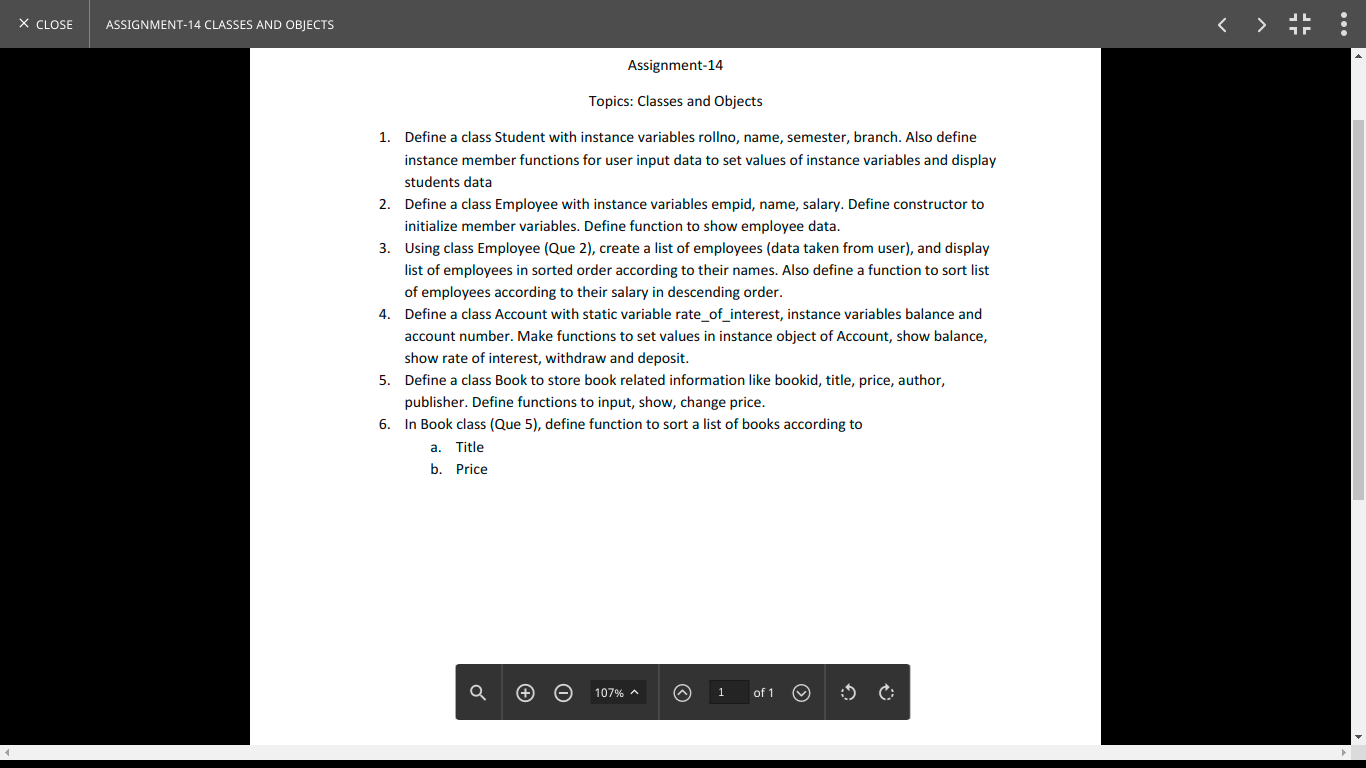 CLOSE
ASSIGNMENT-14 CLASSES AND OBJECTS
Assignment-14
Topics: Classes and Objects
1. Define a class Student with instance variables rollno, name, semester, branch. Also define
instance member functions for user input data to set values of instance variables and display
students data
2. Define a class Employee with instance variables empid, name, salary. Define constructor to
initialize member variables. Define function to show employee data.
3. Using class Employee (Que 2), create a list of employees (data taken from user), and display
list of employees in sorted order according to their names. Also define a function to sort list
of employees according to their salary in descending order.
4. Define a class Account with static variable rate_of_interest, instance variables balance and
account number. Make functions to set values in instance object of Account, show balance,
show rate of interest, withdraw and deposit.
5. Define a class Book to store book related information like bookid, title, price, author,
publisher. Define functions to input, show, change price.
6. In Book class (Que 5), define function to sort a list of books according to
a. Title
b. Price
107%
1 of 1